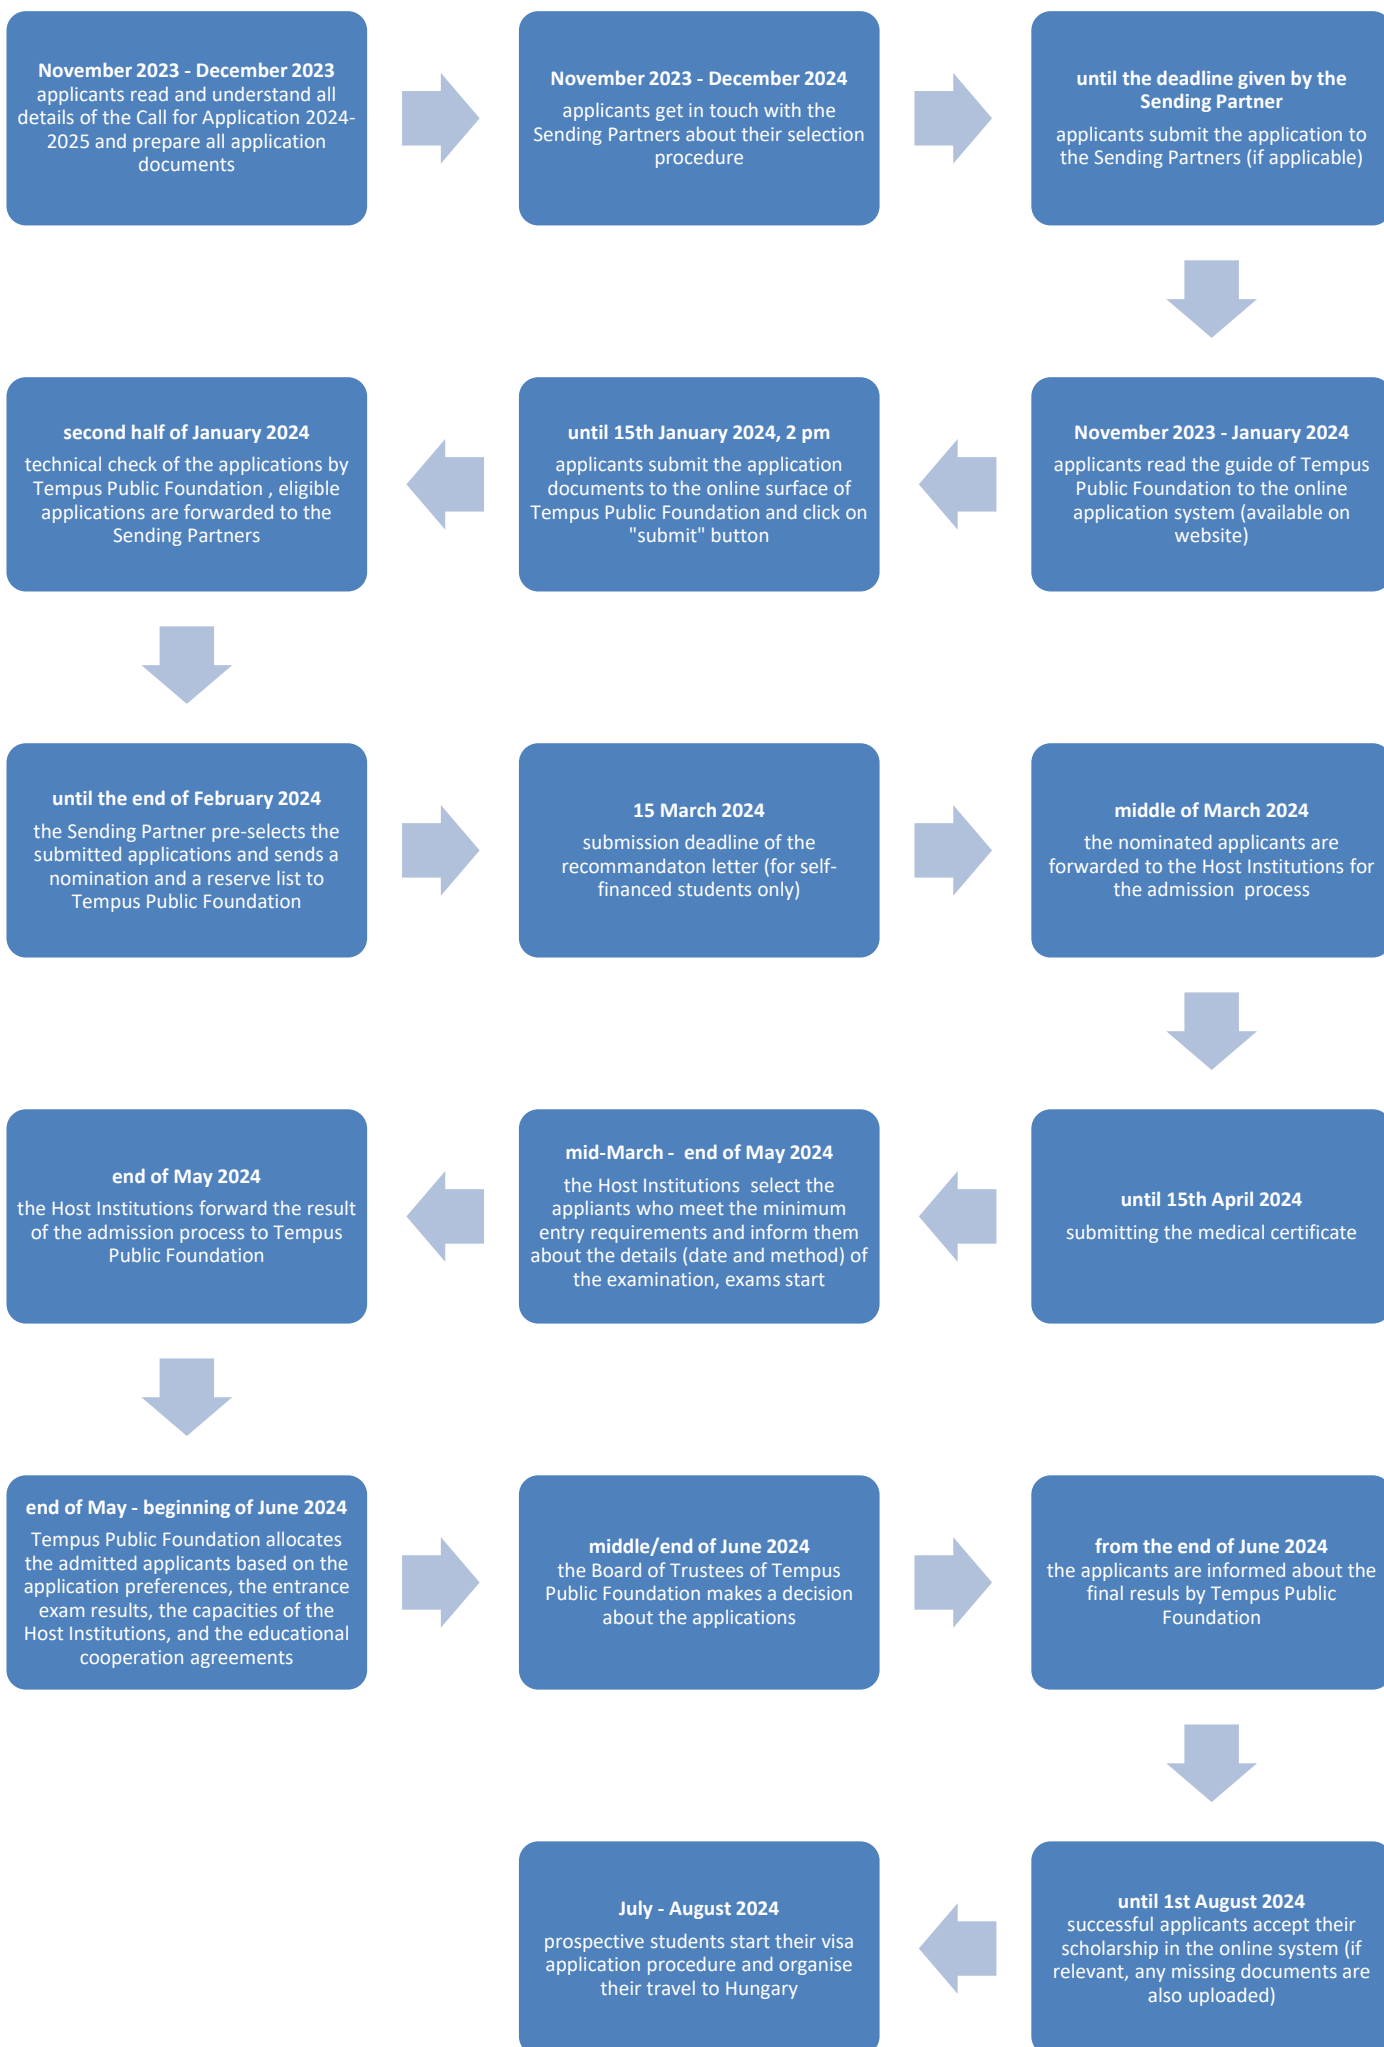 November 2023 - December 2023
applicants read and understand all
details of the Call for Application 2024-
2025 and prepare all application
documents
November 2023 - December 2024
applicants get in touch with the
Sending Partners about their selection
procedure
until the deadline given by the
Sending Partner
applicants submit the application to
the Sending Partners (if applicable)
November 2023 - January 2024
applicants read the guide of Tempus
Public Foundation to the online
application system (available on
website)
until 15th January 2024, 2 pm
applicants submit the application
documents to the online surface of
Tempus Public Foundation and click on
"submit" button
second half of January 2024
technical check of the applications by
Tempus Public Foundation , eligible
applications are forwarded to the
Sending Partners
until the end of February 2024
the Sending Partner pre-selects the
submitted applications and sends a
nomination and a reserve list to
Tempus Public Foundation
15 March 2024
submission deadline of the
recommandaton letter (for self-
financed students only)
middle of March 2024
the nominated applicants are
forwarded to the Host Institutions for
the admission  process
until 15th April 2024
submitting the medical certificate
mid-March -  end of May 2024
the Host Institutions  select the
appliants who meet the minimum
entry requirements and inform them
about the details (date and method) of
the examination, exams start
end of May 2024
the Host Institutions forward the result
of the admission process to Tempus
Public Foundation
end of May - beginning of June 2024
Tempus Public Foundation allocates
the admitted applicants based on the
application preferences, the entrance
exam results, the capacities of the
Host Institutions, and the educational
cooperation agreements
middle/end of June 2024
the Board of Trustees of Tempus
Public Foundation makes a decision
about the applications
from the end of June 2024
the applicants are informed about the
final resuls by Tempus Public
Foundation
until 1st August 2024
successful applicants accept their
scholarship in the online system (if
relevant, any missing documents are
also uploaded)
July - August 2024
prospective students start their visa
application procedure and organise
their travel to Hungary